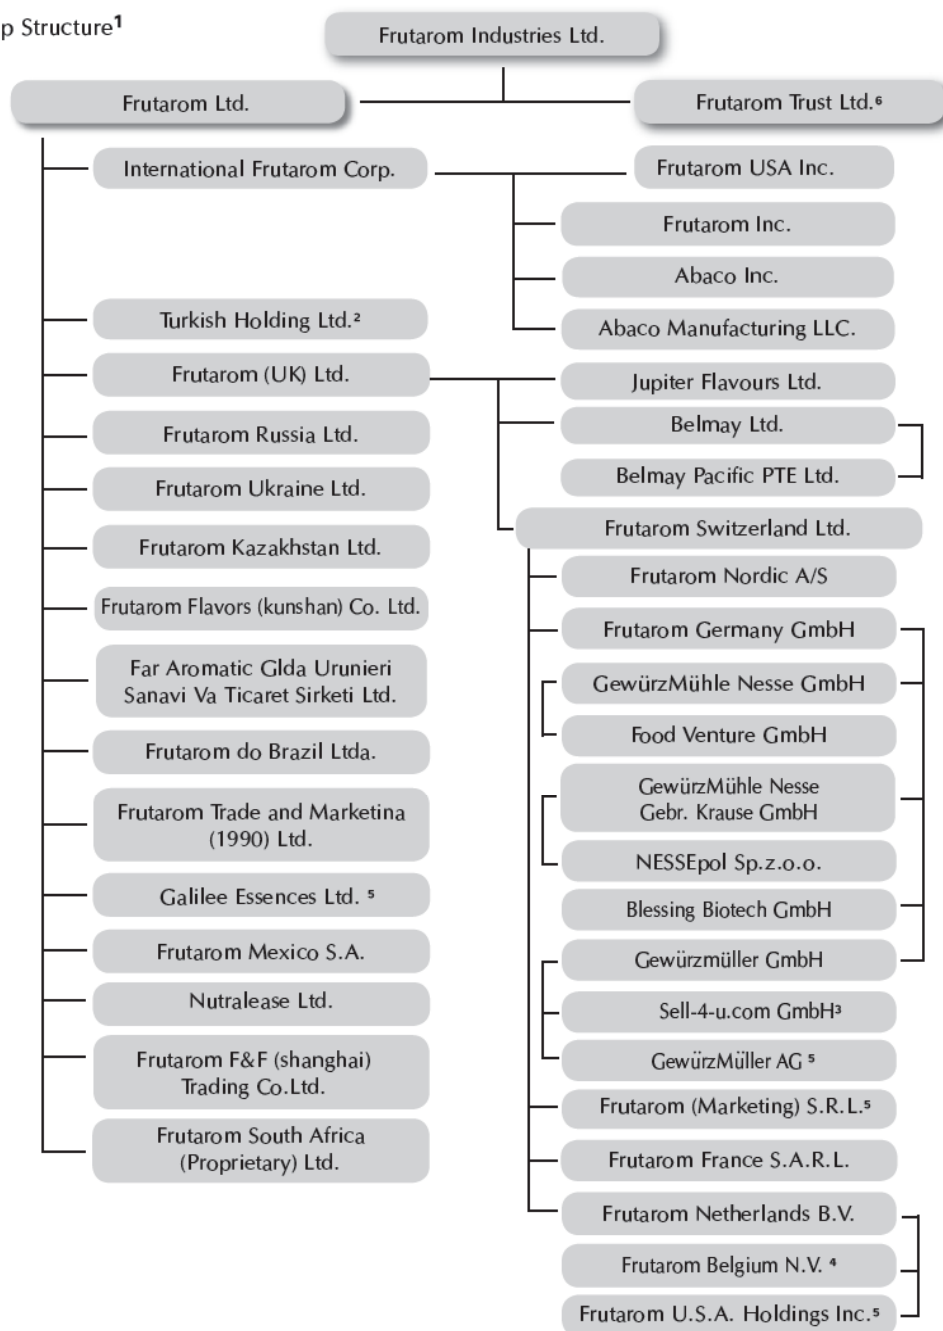 p Structure¹
Frutarom Industries Ltd.
Frutarom Ltd.
Frutarom Trust Ltd.⁶
International Frutarom Corp.
Frutarom USA Inc.
Frutarom Inc.
Abaco Inc.
Abaco Manufacturing LLC.
Turkish Holding Ltd.²
Frutarom (UK) Ltd.
Frutarom Russia Ltd.
Frutarom Ukraine Ltd.
Frutarom Kazakhstan Ltd.
Frutarom Flavors (kunshan) Co. Ltd.
Far Aromatic Glda Urunieri
Sanavi Va Ticaret Sirketi Ltd.
Frutarom do Brazil Ltda.
Frutarom Trade and Marketina
(1990) Ltd.
Galilee Essences Ltd. ⁵
Frutarom Mexico S.A.
Nutralease Ltd.
Frutarom F&F (shanghai)
Trading Co.Ltd.
Frutarom South Africa
(Proprietary) Ltd.
Jupiter Flavours Ltd.
Belmay Ltd.
Belmay Pacific PTE Ltd.
Frutarom Switzerland Ltd.
Frutarom Nordic A/S
Frutarom Germany GmbH
GewürzMühle Nesse GmbH
Food Venture GmbH
GewürzMühle Nesse
Gebr. Krause GmbH
NESSEpol Sp.z.o.o.
Blessing Biotech GmbH
Gewürzmüller GmbH
Sell-4-u.com GmbH³
GewürzMüller AG ⁵
Frutarom (Marketing) S.R.L.⁵
Frutarom France S.A.R.L.
Frutarom Netherlands B.V.
Frutarom Belgium N.V. ⁴
Frutarom U.S.A. Holdings Inc.⁵